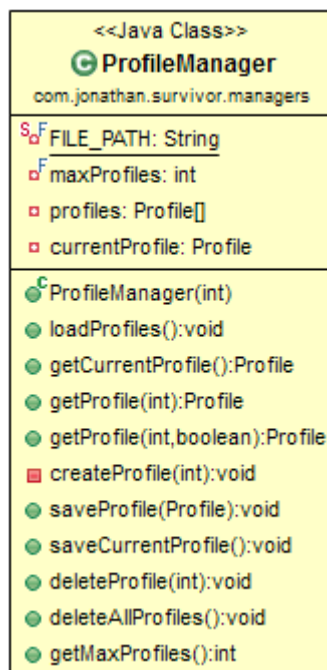 <<Java Class>>
C ProfileManager
com.jonathan.survivor.managers
S F FILE_PATH: String
F maxProfiles: int
profiles: Profile[]
currentProfile: Profile
C ProfileManager(int)
loadProfiles():void
getCurrentProfile():Profile
getProfile(int):Profile
getProfile(int,boolean):Profile
createProfile(int):void
saveProfile(Profile):void
saveCurrentProfile():void
deleteProfile(int):void
deleteAllProfiles():void
getMaxProfiles():int